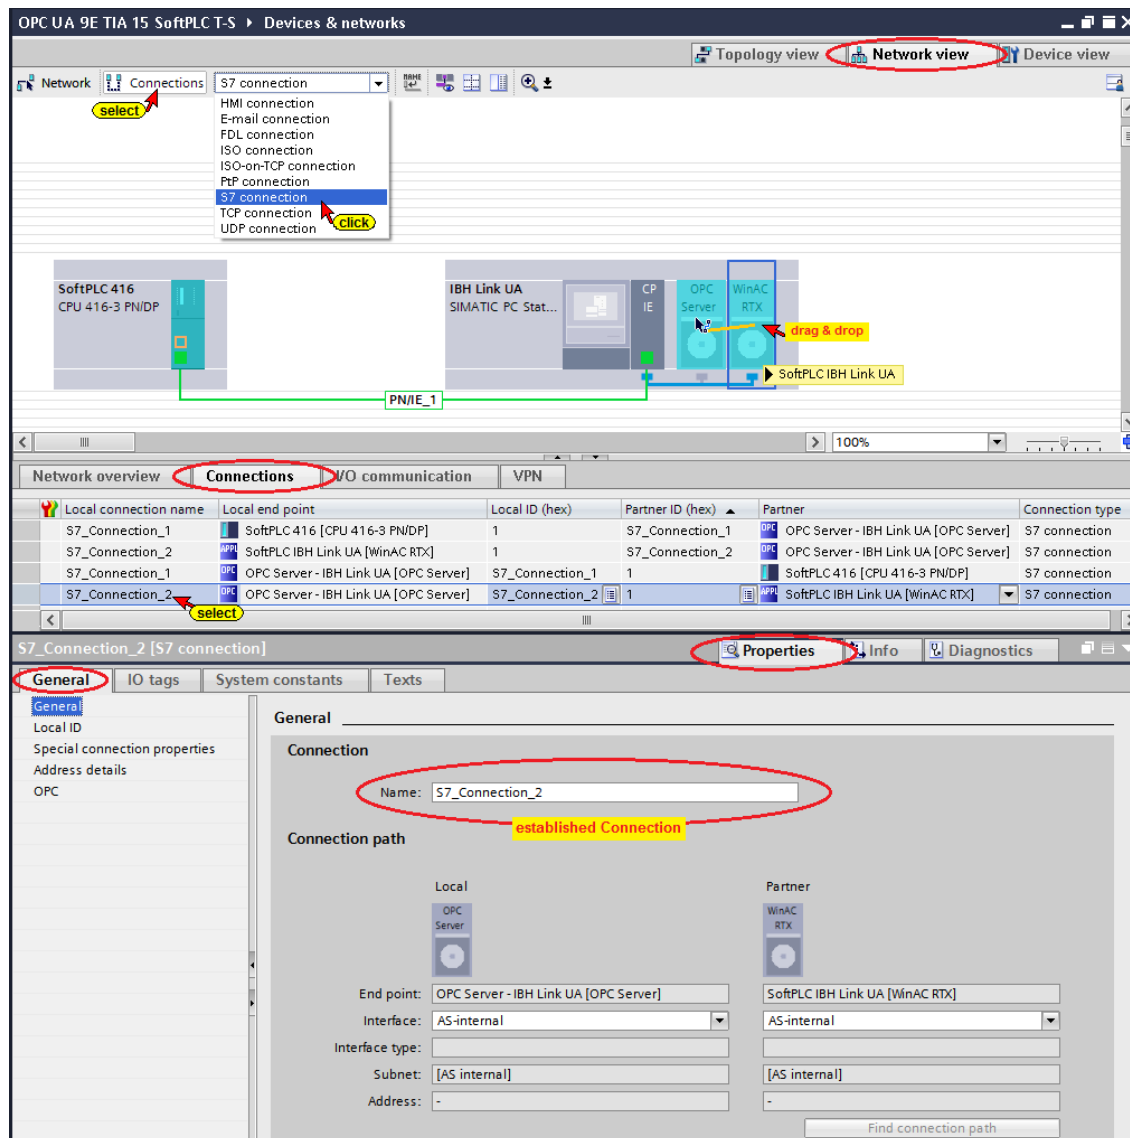 OPC UA 9E TIA 15 SoftPLC T-S ▸ Devices & networks
Topology view Network view Device view
Network Connections S7 connection
select
HMI connection
E-mail connection
FDL connection
ISO connection
ISO-on-TCP connection
PtP connection
S7 connection
TCP connection
UDP connection
click
SoftPLC 416
CPU 416-3 PN/DP
IBH Link UA
SIMATIC PC Stat...
CP
IE
OPC
Server
WinAC
RTX
drag & drop
SoftPLC IBH Link UA
PN/IE_1
100%
Network overview Connections I/O communication VPN
Local connection name Local end point Local ID (hex) Partner ID (hex) Partner Connection type
S7_Connection_1 SoftPLC 416 [CPU 416-3 PN/DP] 1 S7_Connection_1 OPC OPC Server - IBH Link UA [OPC Server] S7 connection
S7_Connection_2 APPL SoftPLC IBH Link UA [WinAC RTX] 1 S7_Connection_2 OPC OPC Server - IBH Link UA [OPC Server] S7 connection
S7_Connection_1 OPC OPC Server - IBH Link UA [OPC Server] S7_Connection_1 1 SoftPLC 416 [CPU 416-3 PN/DP] S7 connection
S7_Connection_2 OPC OPC Server - IBH Link UA [OPC Server] S7_Connection_2 1 APPL SoftPLC IBH Link UA [WinAC RTX] S7 connection
select
S7_Connection_2 [S7 connection] Properties Info Diagnostics
General IO tags System constants Texts
General
Local ID
Special connection properties
Address details
OPC
General
Connection
Name: S7_Connection_2
established Connection
Connection path
Local Partner
OPC
Server
WinAC
RTX
End point: OPC Server - IBH Link UA [OPC Server] SoftPLC IBH Link UA [WinAC RTX]
Interface: AS-internal AS-internal
Interface type:
Subnet: [AS internal] [AS internal]
Address: - -
Find connection path